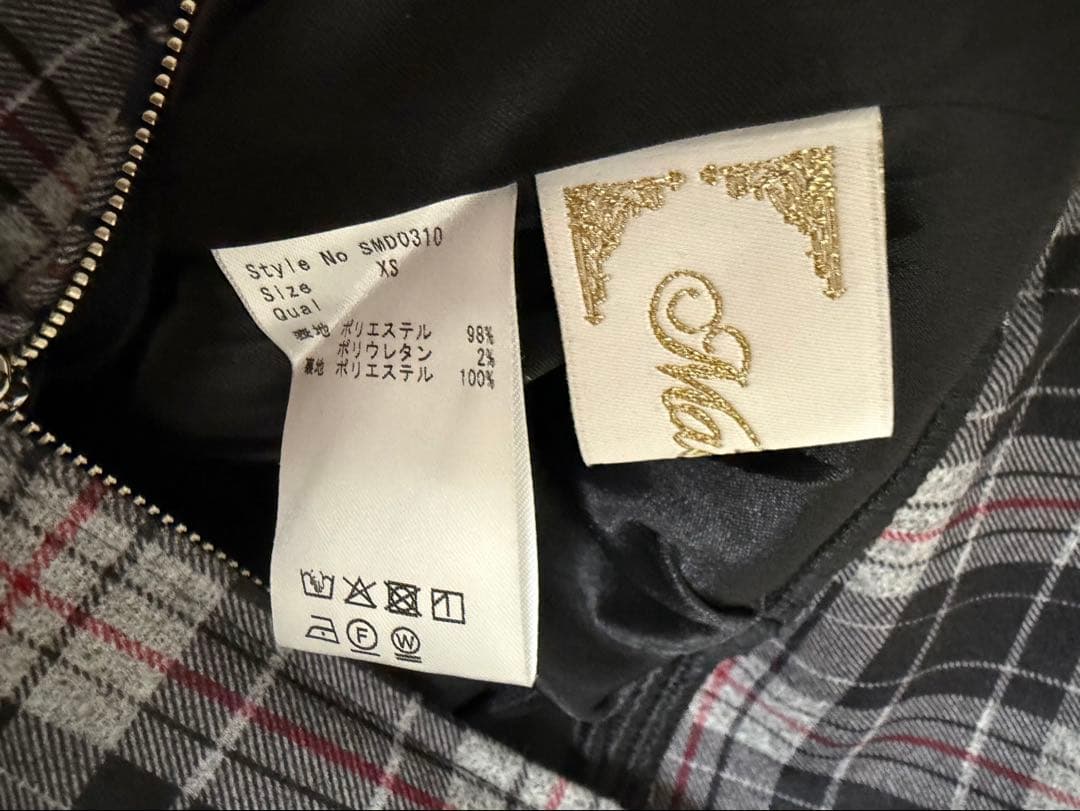 Style No SMD0310
Size XS
Qual
表地 ポリエステル 98%
ポリウレタン 2%
裏地 ポリエステル 100%
F W